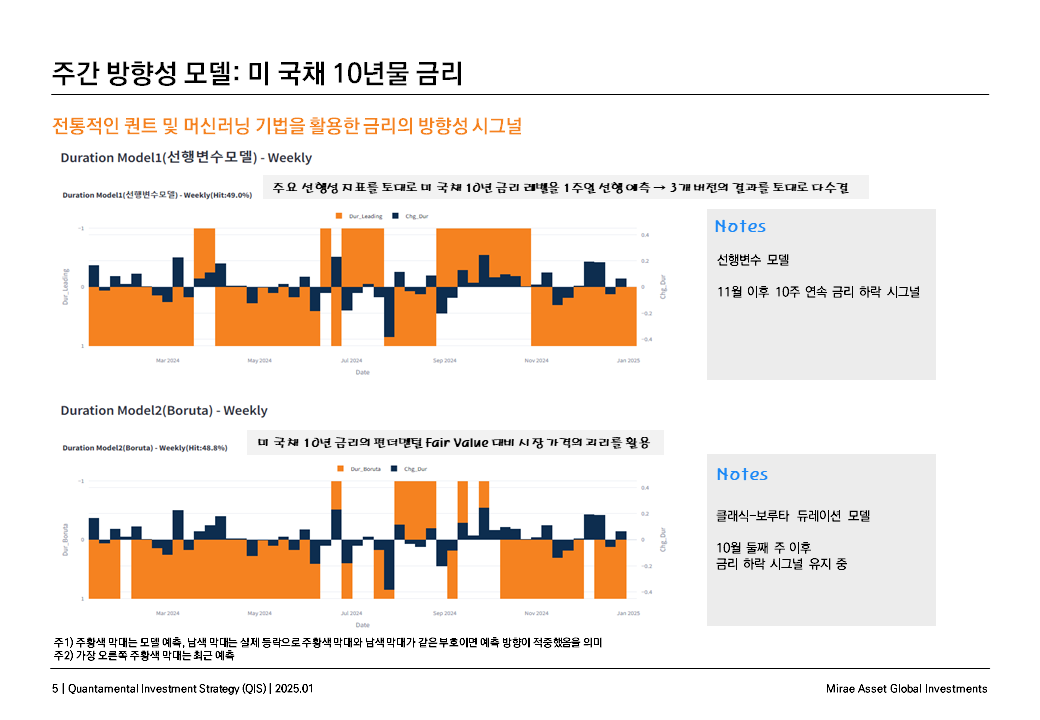 주간 방향성 모델: 미 국채 10년물 금리
전통적인 퀀트 및 머신러닝 기법을 활용한 금리의 방향성 시그널
Duration Model1(선행변수모델) - Weekly
Duration Model1(선행변수모델) - Weekly(Hit:49.0%)
주요 선행성 지표를 토대로 미 국채 10년 금리 레벨을 1주일 선행 예측 → 3개 버전의 결과를 토대로 다수결
Dur_Leading Chg_Dur
-1
0
1
Dur_Leading
0.4
0.2
0
-0.2
-0.4
Chg_Dur
Mar 2024 May 2024 Jul 2024 Sep 2024 Nov 2024 Jan 2025
Date
Notes
선행변수 모델
11월 이후 10주 연속 금리 하락 시그널
Duration Model2(Boruta) - Weekly
Duration Model2(Boruta) - Weekly(Hit:48.8%)
미 국채 10년 금리의 펀더멘털 Fair Value 대비 시장 가격의 괴리를 활용
Dur_Boruta Chg_Dur
-1
0
1
Dur_Boruta
0.4
0.2
0
-0.2
-0.4
Chg_Dur
Mar 2024 May 2024 Jul 2024 Sep 2024 Nov 2024 Jan 2025
Date
Notes
클래식-보루타 듀레이션 모델
10월 둘째 주 이후
금리 하락 시그널 유지 중
주1) 주황색 막대는 모델 예측, 남색 막대는 실제 등락으로 주황색 막대와 남색 막대가 같은 부호이면 예측 방향이 적중했음을 의미
주2) 가장 오른쪽 주황색 막대는 최근 예측
5 | Quantamental Investment Strategy (QIS) | 2025.01
Mirae Asset Global Investments